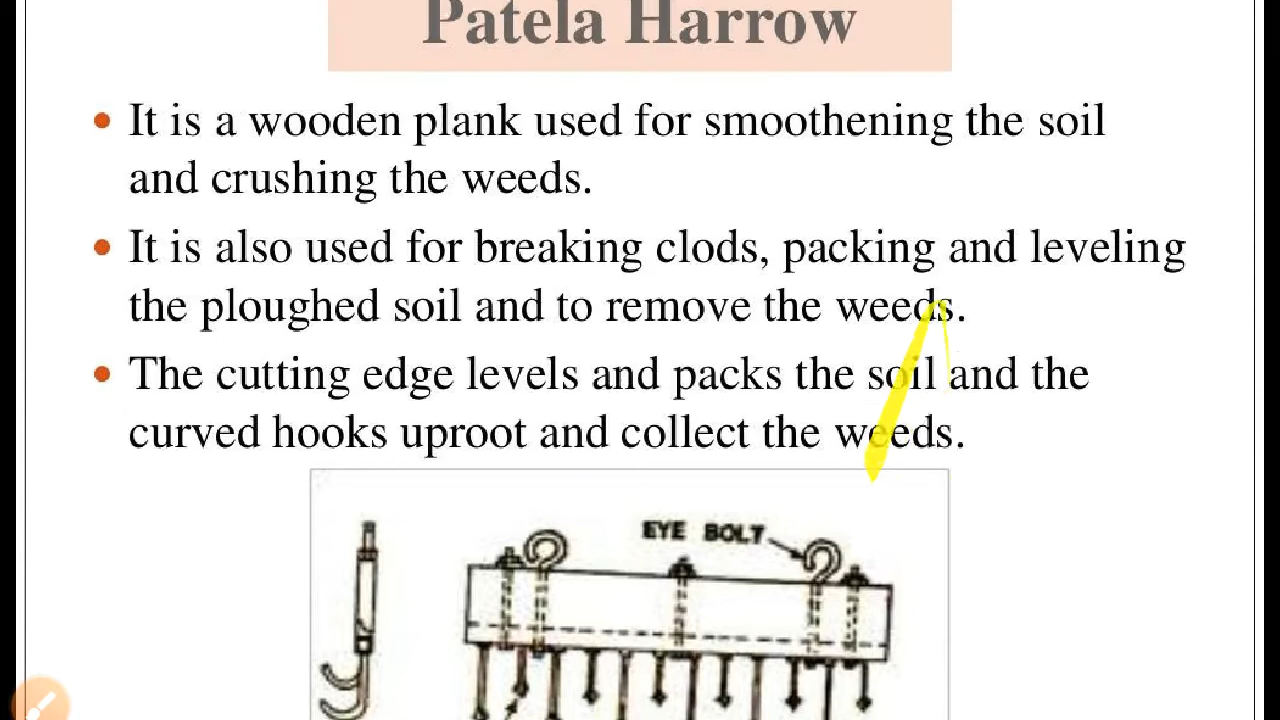 Patela Harrow
• It is a wooden plank used for smoothening the soil
and crushing the weeds.
• It is also used for breaking clods, packing and leveling
the ploughed soil and to remove the weeds.
• The cutting edge levels and packs the soil and the
curved hooks uproot and collect the weeds.
EYE BOLT